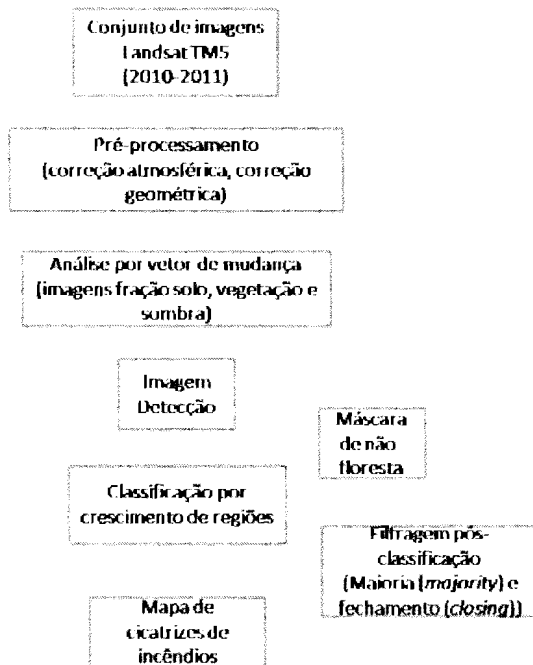 Conjunto de imagens
Landsat TM5
(2010-2011)
Pré-processamento
(correção atmosférica, correção
geométrica)
Análise por vetor de mudança
(imagens fração solo, vegetação e
sombra)
Imagem
Detecção
Máscara
de não
floresta
Classificação por
crescimento de regiões
Filtragem pós-
classificação
(Maioria (majority) e
fechamento (closing))
Mapa de
cicatrizes de
incêndios